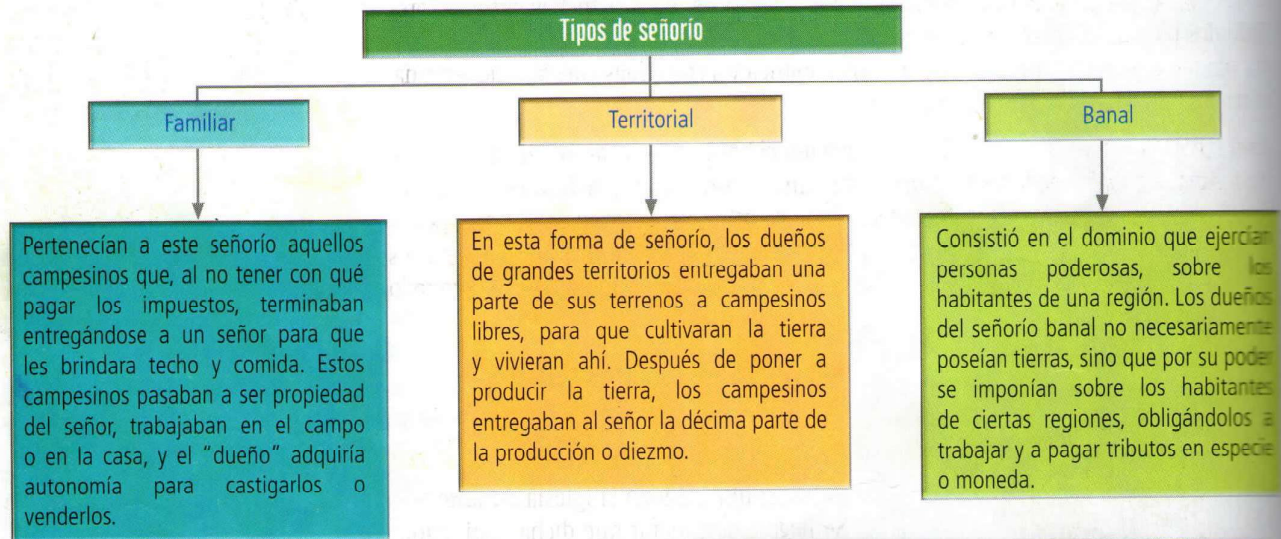 Tipos de señorío
Familiar
Territorial
Banal
Pertenecían a este señorío aquellos
campesinos que, al no tener con qué
pagar los impuestos, terminaban
entregándose a un señor para que
les brindara techo y comida. Estos
campesinos pasaban a ser propiedad
del señor, trabajaban en el campo
o en la casa, y el "dueño" adquiría
autonomía para castigarlos o
venderlos.
En esta forma de señorío, los dueños
de grandes territorios entregaban una
parte de sus terrenos a campesinos
libres, para que cultivaran la tierra
y vivieran ahí. Después de poner a
producir la tierra, los campesinos
entregaban al señor la décima parte de
la producción o diezmo.
Consistió en el dominio que ejercían
personas poderosas, sobre los
habitantes de una región. Los dueños
del señorío banal no necesariamente
poseían tierras, sino que por su poder
se imponían sobre los habitantes
de ciertas regiones, obligándolos a
trabajar y a pagar tributos en especie
o moneda.